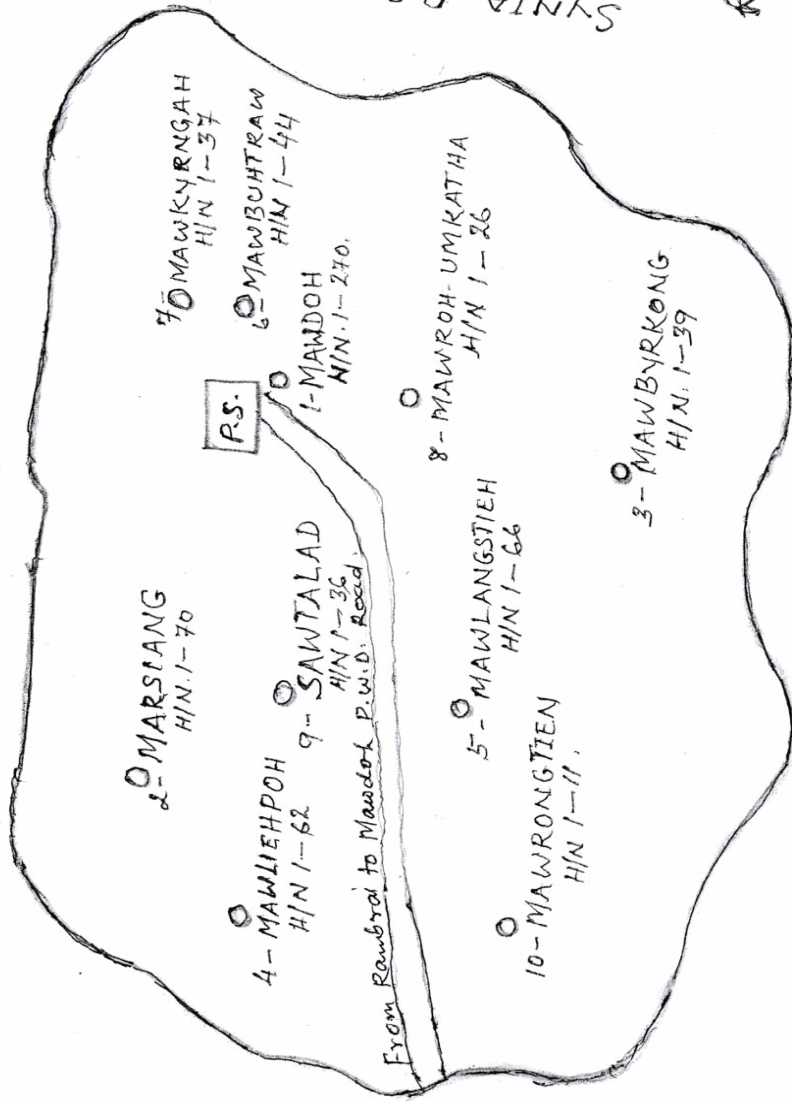 7- MAWKYRNGAH
H/N 1-37
6- MAWBUHTRAW
H/N 1-44
P.S.
1- MAWDOH
H/N. 1-270.
2- MARSIANG
H/N. 1-70
9- SAWTALAD
H/N 1-36
4- MAWLIEHPOH
H/N 1-62
From Rambrai to Mawdoh P.W.D. Road.
8- MAWROH-UMKATHA
H/N 1-26
5- MAWLANGSTIEH
H/N 1-66
3- MAWBYRKONG
H/N. 1-39
10- MAWRONGTIEN
H/N 1-11.
SYNIA